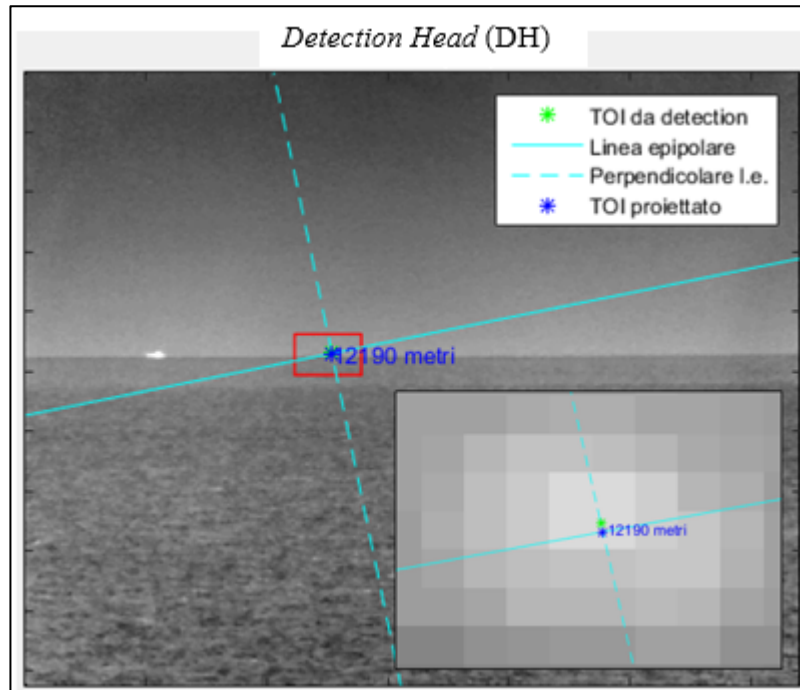 Detection Head (DH)
TOI da detection
Linea epipolare
Perpendicolare l.e.
TOI proiettato
12190 metri
12190 metri